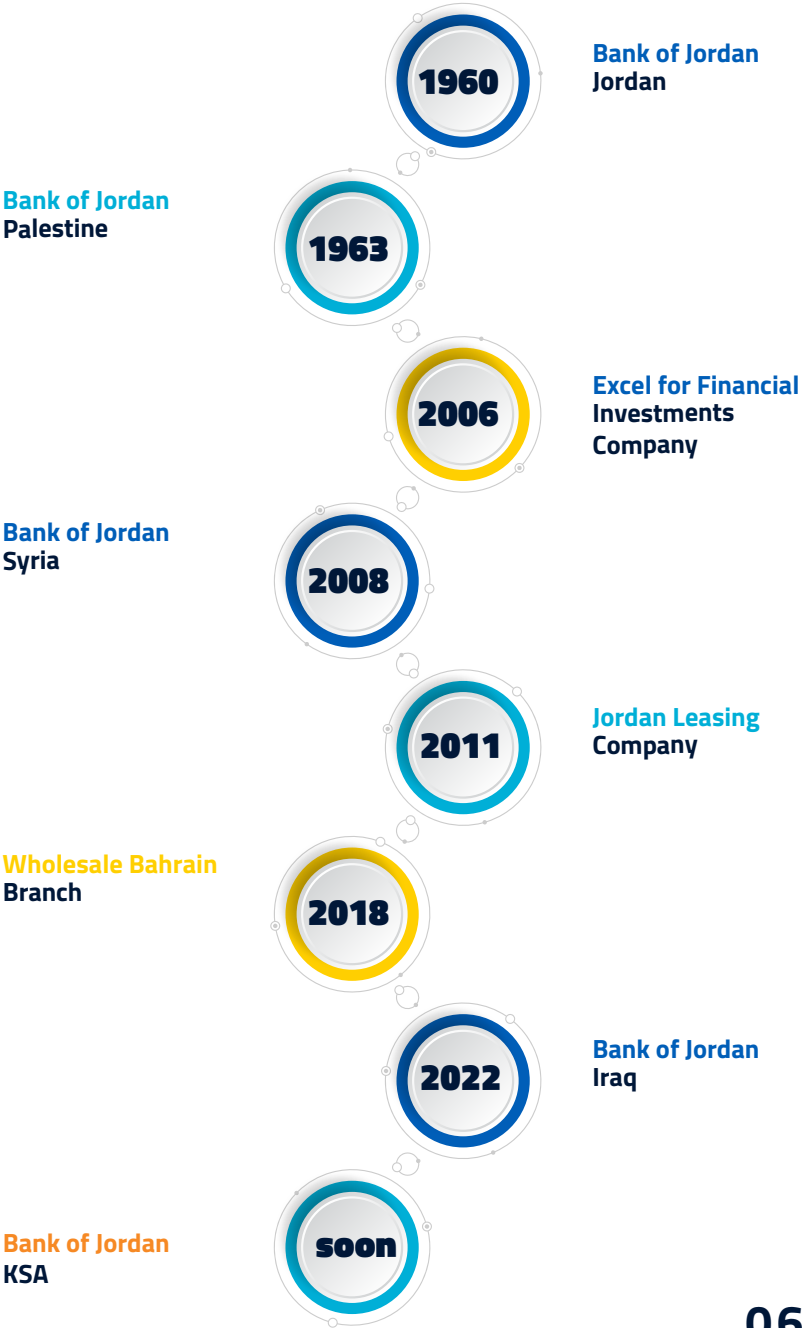 1960
Bank of Jordan
Jordan
Bank of Jordan
Palestine
1963
2006
Excel for Financial
Investments
Company
Bank of Jordan
Syria
2008
2011
Jordan Leasing
Company
Wholesale Bahrain
Branch
2018
2022
Bank of Jordan
Iraq
Bank of Jordan
KSA
soon
06